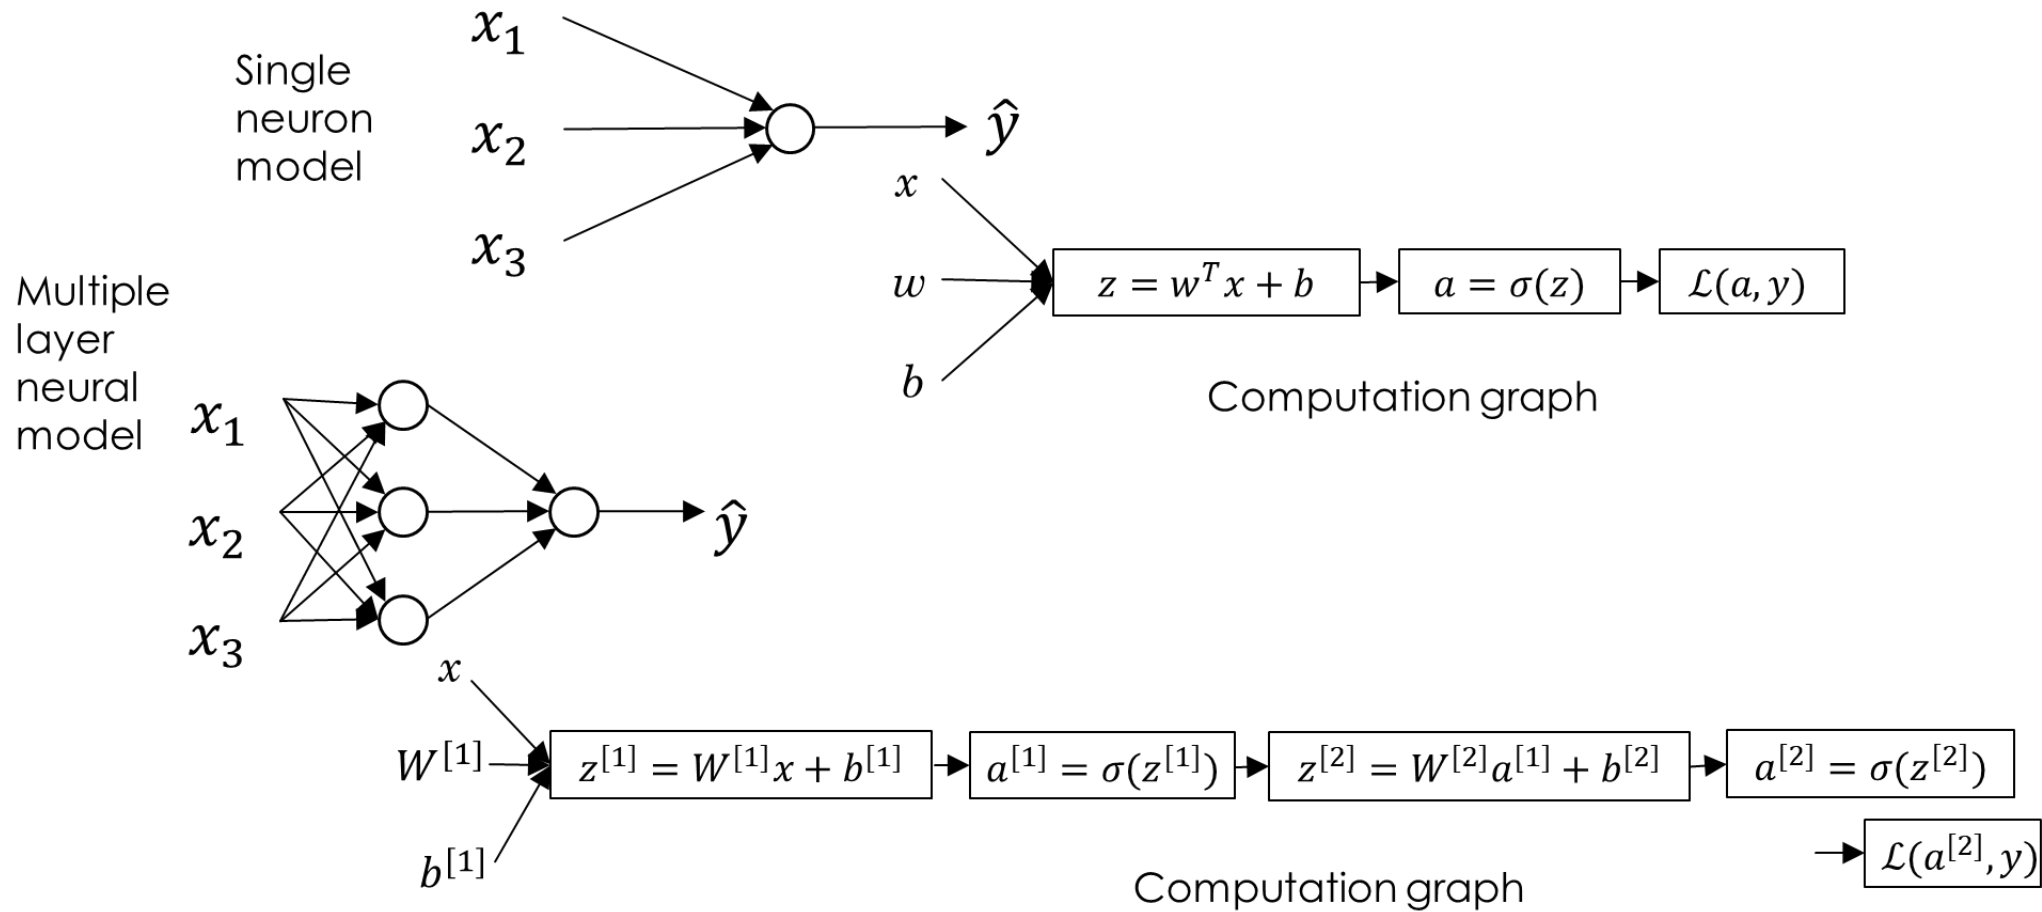 Single
neuron
model
x₁
x₂
x₃
ŷ
x
w
b
z = wᵀx + b
a = σ(z)
ℒ(a, y)
Computation graph
Multiple
layer
neural
model
x₁
x₂
x₃
ŷ
x
W^[1]
b^[1]
z^[1] = W^[1]x + b^[1]
a^[1] = σ(z^[1])
z^[2] = W^[2]a^[1] + b^[2]
a^[2] = σ(z^[2])
ℒ(a^[2], y)
Computation graph